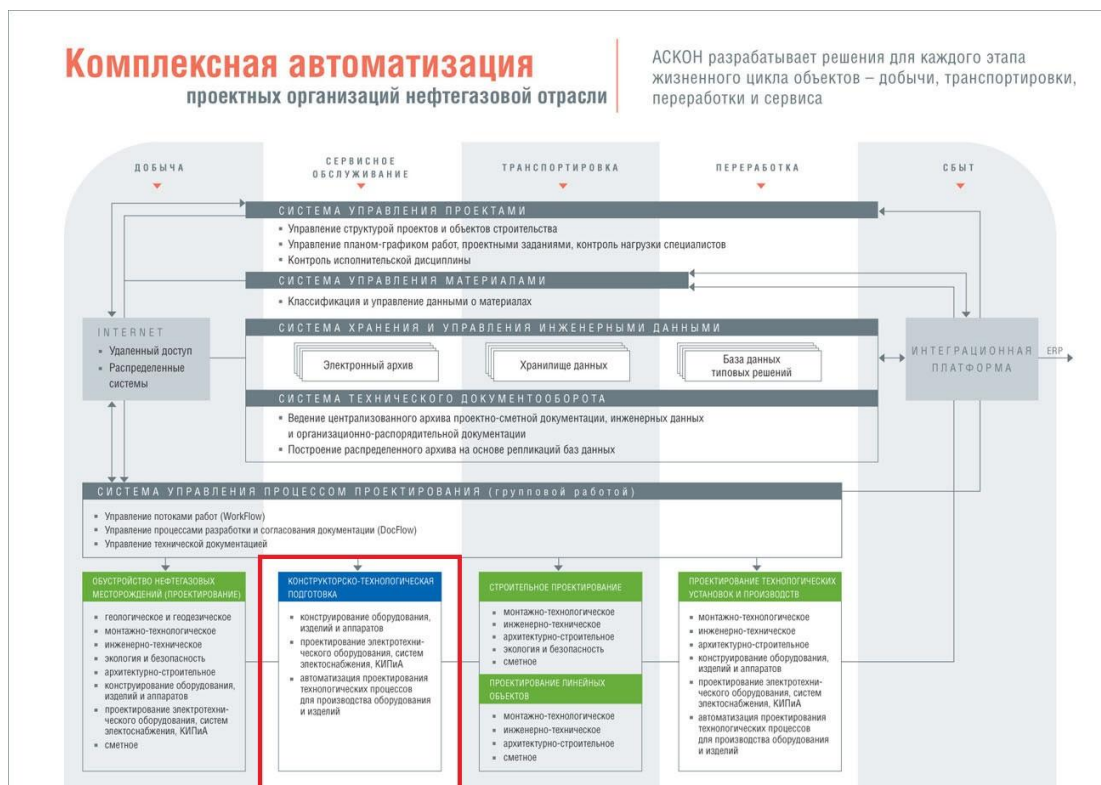 Комплексная автоматизация
проектных организаций нефтегазовой отрасли
АСКОН разрабатывает решения для каждого этапа
жизненного цикла объектов – добычи, транспортировки,
переработки и сервиса
ДОБЫЧА
СЕРВИСНОЕ
ОБСЛУЖИВАНИЕ
ТРАНСПОРТИРОВКА
ПЕРЕРАБОТКА
СБЫТ
СИСТЕМА УПРАВЛЕНИЯ ПРОЕКТАМИ
▪ Управление структурой проектов и объектов строительства
▪ Управление планом-графиком работ, проектными заданиями, контроль нагрузки специалистов
▪ Контроль исполнительской дисциплины
СИСТЕМА УПРАВЛЕНИЯ МАТЕРИАЛАМИ
▪ Классификация и управление данными о материалах
INTERNET
▪ Удаленный доступ
▪ Распределенные
системы
СИСТЕМА ХРАНЕНИЯ И УПРАВЛЕНИЯ ИНЖЕНЕРНЫМИ ДАННЫМИ
Электронный архив
Хранилище данных
База данных
типовых решений
ИНТЕГРАЦИОННАЯ
ПЛАТФОРМА
ERP
СИСТЕМА ТЕХНИЧЕСКОГО ДОКУМЕНТООБОРОТА
▪ Ведение централизованного архива проектно-сметной документации, инженерных данных
и организационно-распорядительной документации
▪ Построение распределенного архива на основе репликаций баз данных
СИСТЕМА УПРАВЛЕНИЯ ПРОЦЕССОМ ПРОЕКТИРОВАНИЯ (групповой работой)
▪ Управление потоками работ (WorkFlow)
▪ Управление процессами разработки и согласования документации (DocFlow)
▪ Управление технической документацией
ОБУСТРОЙСТВО НЕФТЕГАЗОВЫХ
МЕСТОРОЖДЕНИЙ (ПРОЕКТИРОВАНИЕ)
▪ геологическое и геодезическое
▪ монтажно-технологическое
▪ инженерно-техническое
▪ экология и безопасность
▪ архитектурно-строительное
▪ конструирование оборудования,
изделий и аппаратов
▪ проектирование электротехни-
ческого оборудования, систем
электоснабжения, КИПиА
▪ сметное
КОНСТРУКТОРСКО-ТЕХНОЛОГИЧЕСКАЯ
ПОДГОТОВКА
▪ конструирование оборудования,
изделий и аппаратов
▪ проектирование электротехни-
ческого оборудования, систем
электоснабжения, КИПиА
▪ автоматизация проектирования
технологических процессов
для производства оборудования
и изделий
СТРОИТЕЛЬНОЕ ПРОЕКТИРОВАНИЕ
▪ монтажно-технологическое
▪ инженерно-техническое
▪ архитектурно-строительное
▪ экология и безопасность
▪ сметное
ПРОЕКТИРОВАНИЕ ЛИНЕЙНЫХ
ОБЪЕКТОВ
▪ монтажно-технологическое
▪ инженерно-техническое
▪ архитектурно-строительное
▪ сметное
ПРОЕКТИРОВАНИЕ ТЕХНОЛОГИЧЕСКИХ
УСТАНОВОК И ПРОИЗВОДСТВ
▪ монтажно-технологическое
▪ инженерно-техническое
▪ архитектурно-строительное
▪ конструирование оборудования,
изделий и аппаратов
▪ проектирование электротехни-
ческого оборудования, систем
электоснабжения, КИПиА
▪ автоматизация проектирования
технологических процессов
для производства оборудования
и изделий